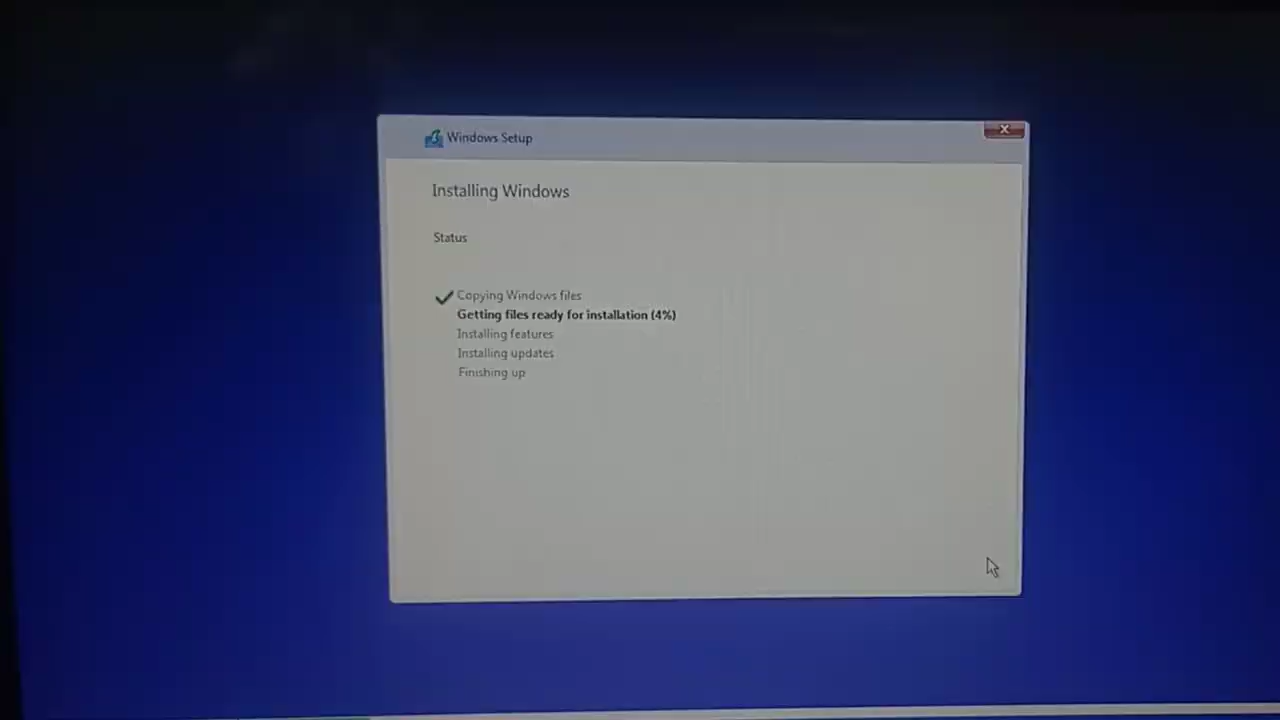 Windows Setup
Installing Windows
Status
Copying Windows files
Getting files ready for installation (4%)
Installing features
Installing updates
Finishing up